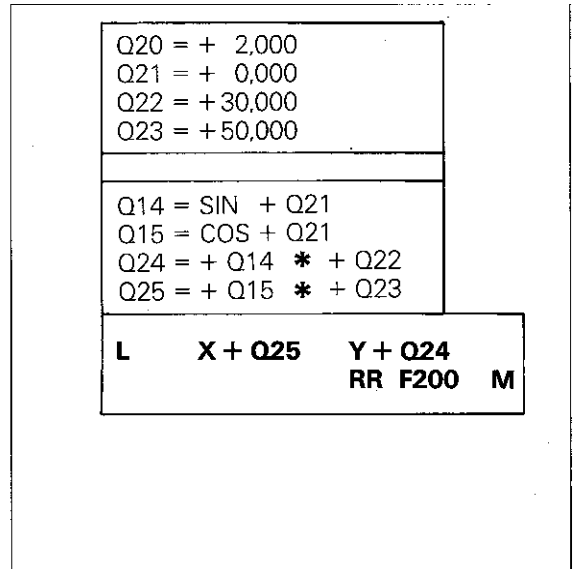 Q20 = + 2,000
Q21 = + 0,000
Q22 = +30,000
Q23 = +50,000
Q14 = SIN + Q21
Q15 = COS + Q21
Q24 = + Q14 * + Q22
Q25 = + Q15 * + Q23
L X + Q25 Y + Q24
RR F200 M